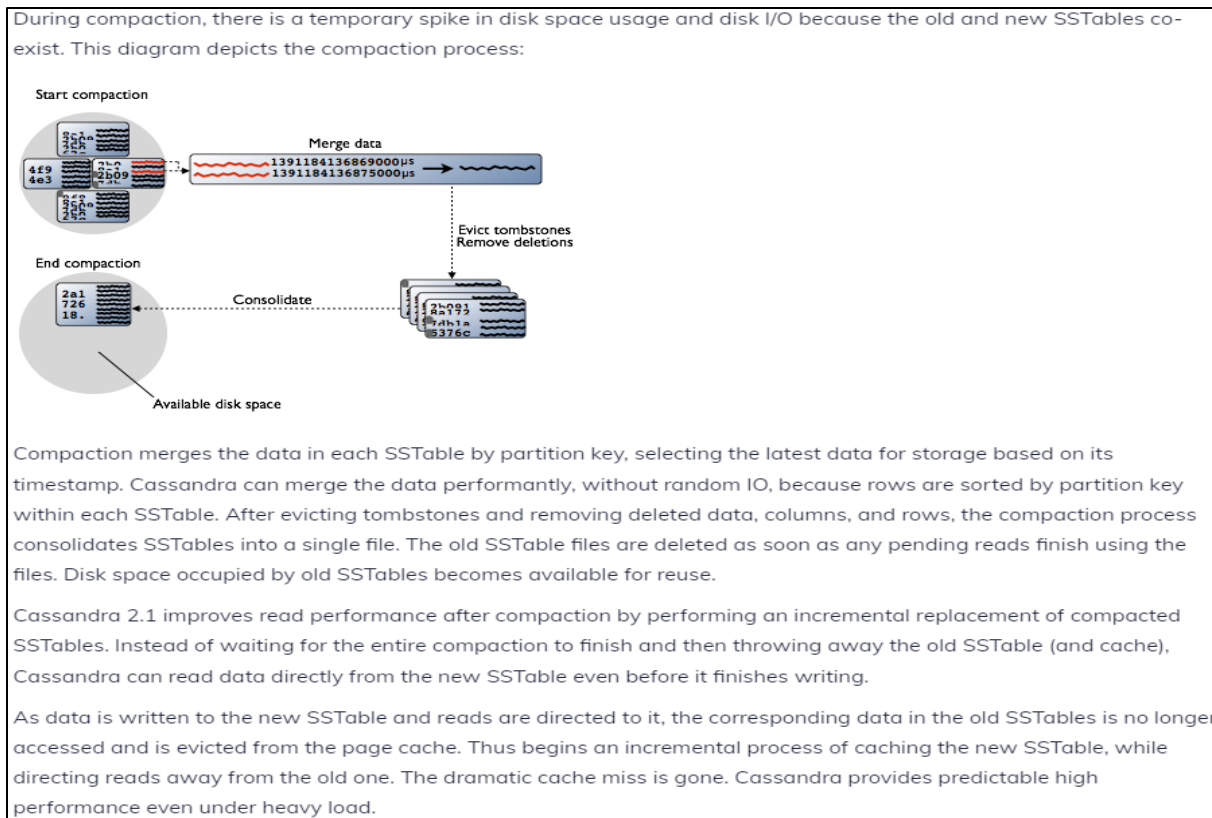 During compaction, there is a temporary spike in disk space usage and disk I/O because the old and new SSTables co-
exist. This diagram depicts the compaction process:
Start compaction
Merge data
4f9
4e3
2b09
1391184136869000µs
1391184136875000µs
Evict tombstones
Remove deletions
End compaction
2a1
726
18.
Consolidate
2b091
8a172
7db1a
5376c
Available disk space
Compaction merges the data in each SSTable by partition key, selecting the latest data for storage based on its
timestamp. Cassandra can merge the data performantly, without random IO, because rows are sorted by partition key
within each SSTable. After evicting tombstones and removing deleted data, columns, and rows, the compaction process
consolidates SSTables into a single file. The old SSTable files are deleted as soon as any pending reads finish using the
files. Disk space occupied by old SSTables becomes available for reuse.
Cassandra 2.1 improves read performance after compaction by performing an incremental replacement of compacted
SSTables. Instead of waiting for the entire compaction to finish and then throwing away the old SSTable (and cache),
Cassandra can read data directly from the new SSTable even before it finishes writing.
As data is written to the new SSTable and reads are directed to it, the corresponding data in the old SSTables is no longer
accessed and is evicted from the page cache. Thus begins an incremental process of caching the new SSTable, while
directing reads away from the old one. The dramatic cache miss is gone. Cassandra provides predictable high
performance even under heavy load.